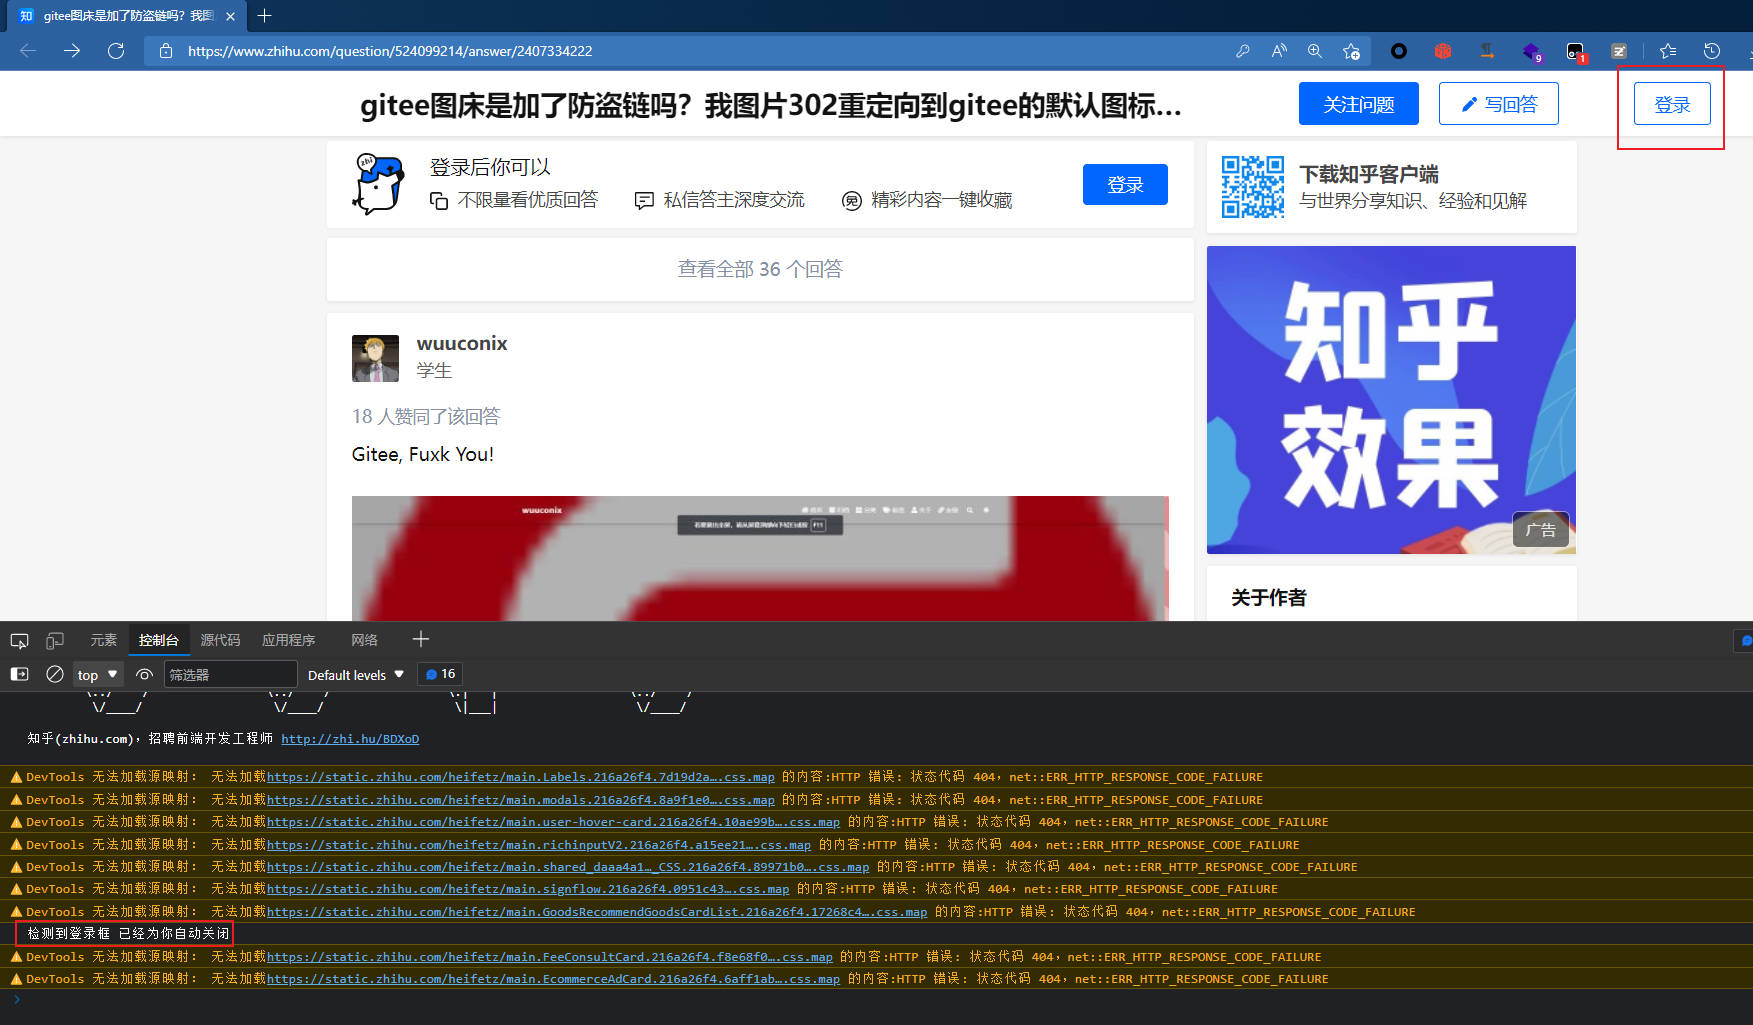 gitee图床是加了防盗链吗？我图
https://www.zhihu.com/question/524099214/answer/2407334222
9
1
gitee图床是加了防盗链吗？我图片302重定向到gitee的默认图标...
关注问题
写回答
登录
zhi
登录后你可以
不限量看优质回答
私信答主深度交流
精彩内容一键收藏
登录
下载知乎客户端
与世界分享知识、经验和见解
查看全部 36 个回答
知乎
效果
广告
wuuconix
学生
18 人赞同了该回答
Gitee, Fuxk You!
wuuconix
F11
关于作者
元素 控制台 源代码 应用程序 网络
top
筛选器
Default levels
16
知乎(zhihu.com)，招聘前端开发工程师 http://zhi.hu/BDXoD
DevTools 无法加载源映射： 无法加载https://static.zhihu.com/heifetz/main.Labels.216a26f4.7d19d2a….css.map 的内容:HTTP 错误: 状态代码 404，net::ERR_HTTP_RESPONSE_CODE_FAILURE
DevTools 无法加载源映射： 无法加载https://static.zhihu.com/heifetz/main.modals.216a26f4.8a9f1e0….css.map 的内容:HTTP 错误: 状态代码 404，net::ERR_HTTP_RESPONSE_CODE_FAILURE
DevTools 无法加载源映射： 无法加载https://static.zhihu.com/heifetz/main.user-hover-card.216a26f4.10ae99b….css.map 的内容:HTTP 错误: 状态代码 404，net::ERR_HTTP_RESPONSE_CODE_FAILURE
DevTools 无法加载源映射： 无法加载https://static.zhihu.com/heifetz/main.richinputV2.216a26f4.a15ee21….css.map 的内容:HTTP 错误: 状态代码 404，net::ERR_HTTP_RESPONSE_CODE_FAILURE
DevTools 无法加载源映射： 无法加载https://static.zhihu.com/heifetz/main.shared_daaa4a1…_CSS.216a26f4.89971b0….css.map 的内容:HTTP 错误: 状态代码 404，net::ERR_HTTP_RESPONSE_CODE_FAILURE
DevTools 无法加载源映射： 无法加载https://static.zhihu.com/heifetz/main.signflow.216a26f4.0951c43….css.map 的内容:HTTP 错误: 状态代码 404，net::ERR_HTTP_RESPONSE_CODE_FAILURE
DevTools 无法加载源映射： 无法加载https://static.zhihu.com/heifetz/main.GoodsRecommendGoodsCardList.216a26f4.17268c4….css.map 的内容:HTTP 错误: 状态代码 404，net::ERR_HTTP_RESPONSE_CODE_FAILURE
检测到登录框 已经为你自动关闭
DevTools 无法加载源映射： 无法加载https://static.zhihu.com/heifetz/main.FeeConsultCard.216a26f4.f8e68f0….css.map 的内容:HTTP 错误: 状态代码 404，net::ERR_HTTP_RESPONSE_CODE_FAILURE
DevTools 无法加载源映射： 无法加载https://static.zhihu.com/heifetz/main.EcommerceAdCard.216a26f4.6aff1ab….css.map 的内容:HTTP 错误: 状态代码 404，net::ERR_HTTP_RESPONSE_CODE_FAILURE